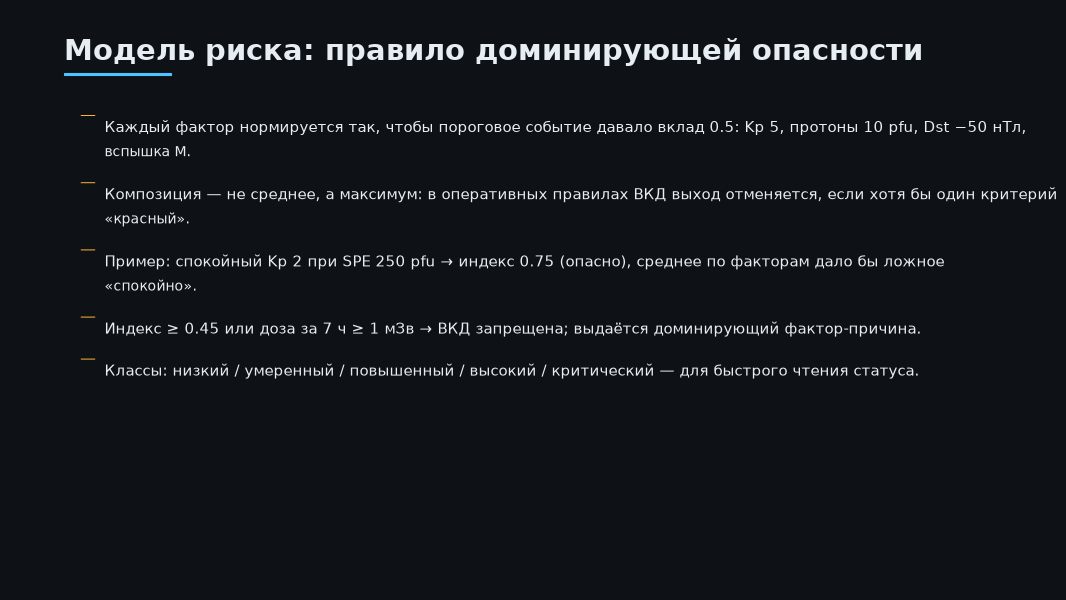 Модель риска: правило доминирующей опасности
— Каждый фактор нормируется так, чтобы пороговое событие давало вклад 0.5: Kp 5, протоны 10 pfu, Dst −50 нТл,
вспышка M.
— Композиция — не среднее, а максимум: в оперативных правилах ВКД выход отменяется, если хотя бы один критерий
«красный».
— Пример: спокойный Kp 2 при SPE 250 pfu → индекс 0.75 (опасно), среднее по факторам дало бы ложное
«спокойно».
— Индекс ≥ 0.45 или доза за 7 ч ≥ 1 мЗв → ВКД запрещена; выдаётся доминирующий фактор-причина.
— Классы: низкий / умеренный / повышенный / высокий / критический — для быстрого чтения статуса.